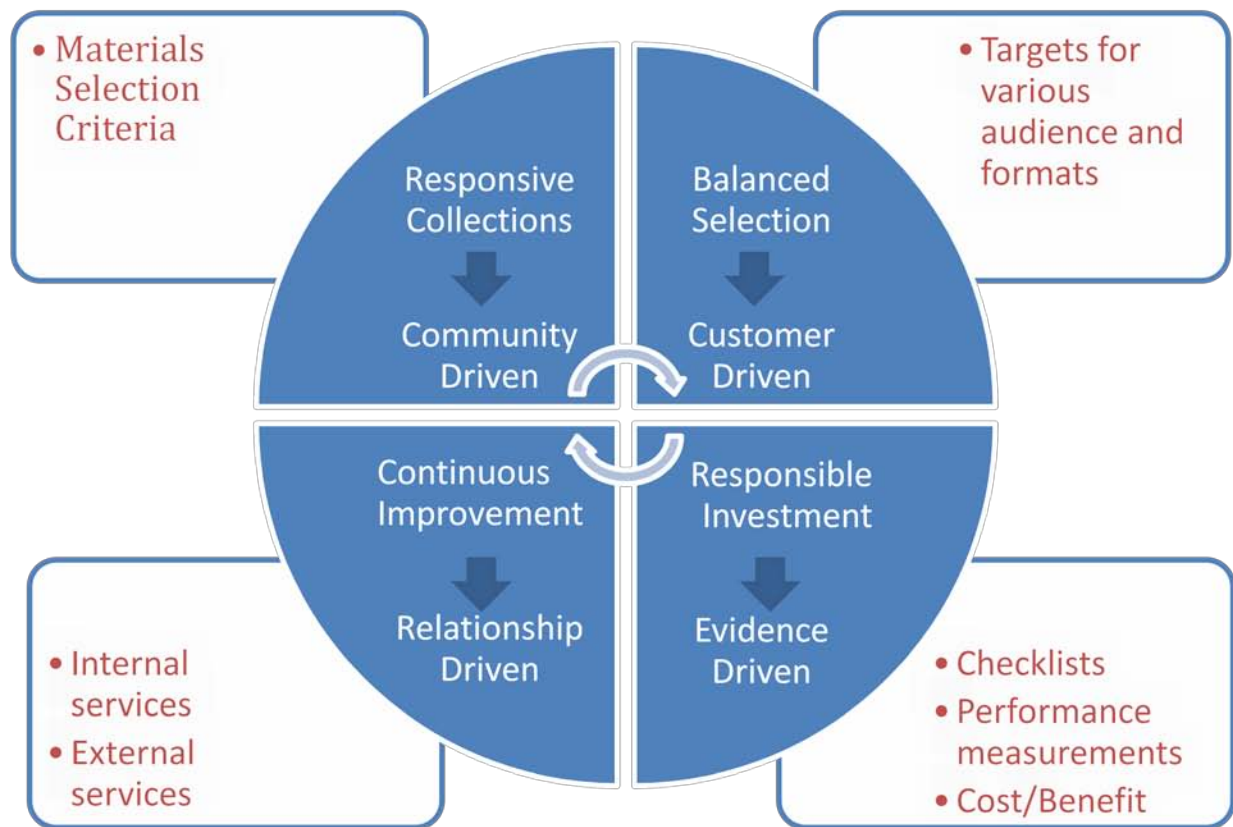 • Materials
Selection
Criteria
• Targets for
various
audience and
formats
Responsive
Collections
Community
Driven
Balanced
Selection
Customer
Driven
Continuous
Improvement
Relationship
Driven
Responsible
Investment
Evidence
Driven
• Internal
services
• External
services
• Checklists
• Performance
measurements
• Cost/Benefit